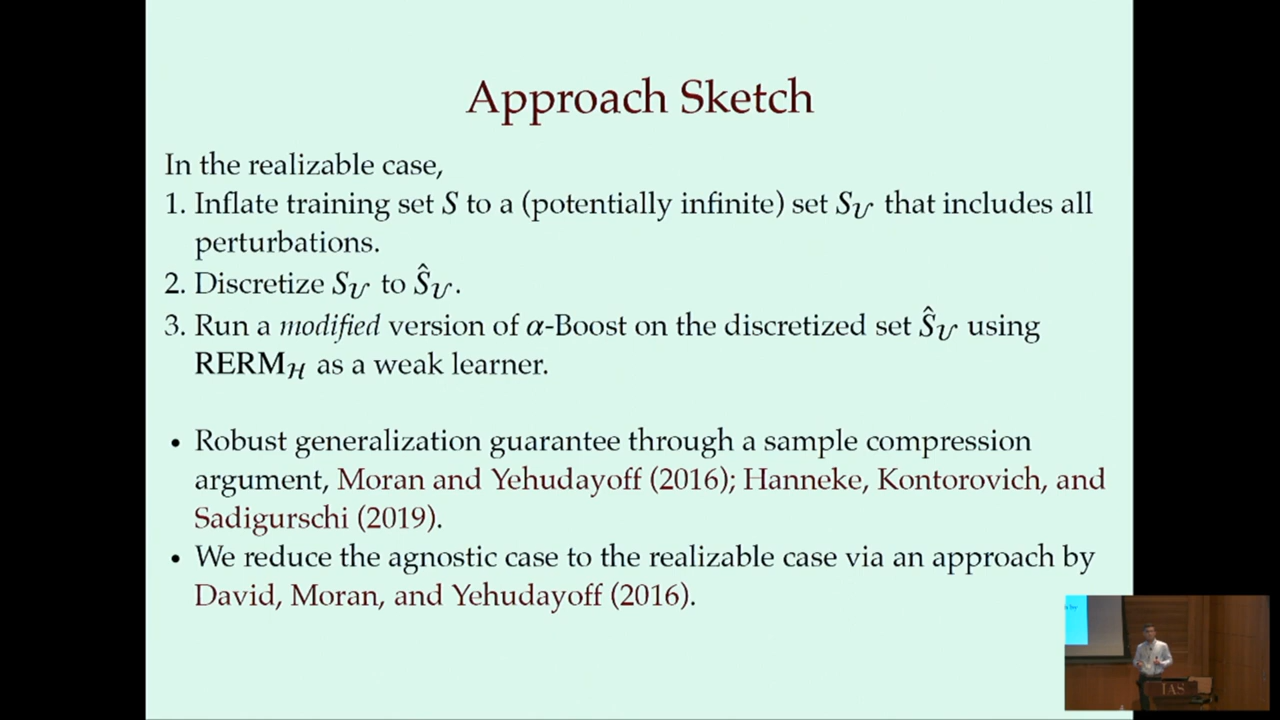 Approach Sketch
In the realizable case,
1. Inflate training set S to a (potentially infinite) set S_𝒰 that includes all
perturbations.
2. Discretize S_𝒰 to Ŝ_𝒰.
3. Run a modified version of α-Boost on the discretized set Ŝ_𝒰 using
RERM_ℋ as a weak learner.
• Robust generalization guarantee through a sample compression
argument, Moran and Yehudayoff (2016); Hanneke, Kontorovich, and
Sadigurschi (2019).
• We reduce the agnostic case to the realizable case via an approach by
David, Moran, and Yehudayoff (2016).
IAS